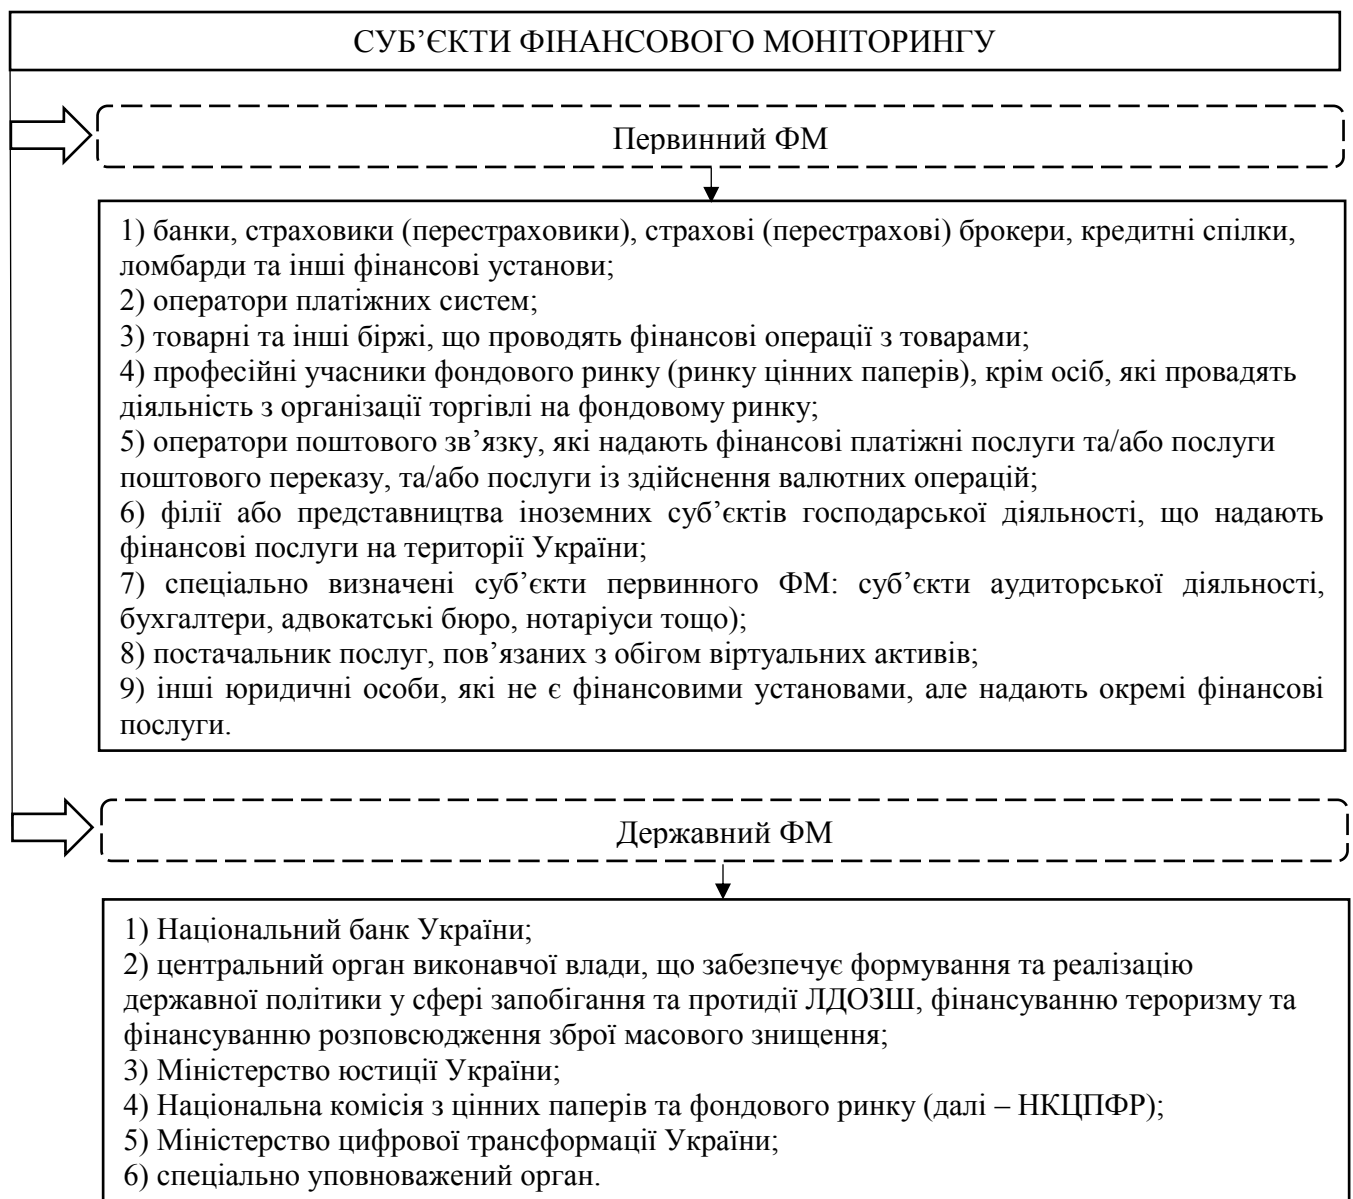 СУБ’ЄКТИ ФІНАНСОВОГО МОНІТОРИНГУ
Первинний ФМ
1) банки, страховики (перестраховики), страхові (перестрахові) брокери, кредитні спілки,
ломбарди та інші фінансові установи;
2) оператори платіжних систем;
3) товарні та інші біржі, що проводять фінансові операції з товарами;
4) професійні учасники фондового ринку (ринку цінних паперів), крім осіб, які провадять
діяльність з організації торгівлі на фондовому ринку;
5) оператори поштового зв’язку, які надають фінансові платіжні послуги та/або послуги
поштового переказу, та/або послуги із здійснення валютних операцій;
6) філії або представництва іноземних суб’єктів господарської діяльності, що надають
фінансові послуги на території України;
7) спеціально визначені суб’єкти первинного ФМ: суб’єкти аудиторської діяльності,
бухгалтери, адвокатські бюро, нотаріуси тощо);
8) постачальник послуг, пов’язаних з обігом віртуальних активів;
9) інші юридичні особи, які не є фінансовими установами, але надають окремі фінансові
послуги.
Державний ФМ
1) Національний банк України;
2) центральний орган виконавчої влади, що забезпечує формування та реалізацію
державної політики у сфері запобігання та протидії ЛДОЗШ, фінансуванню тероризму та
фінансуванню розповсюдження зброї масового знищення;
3) Міністерство юстиції України;
4) Національна комісія з цінних паперів та фондового ринку (далі – НКЦПФР);
5) Міністерство цифрової трансформації України;
6) спеціально уповноважений орган.